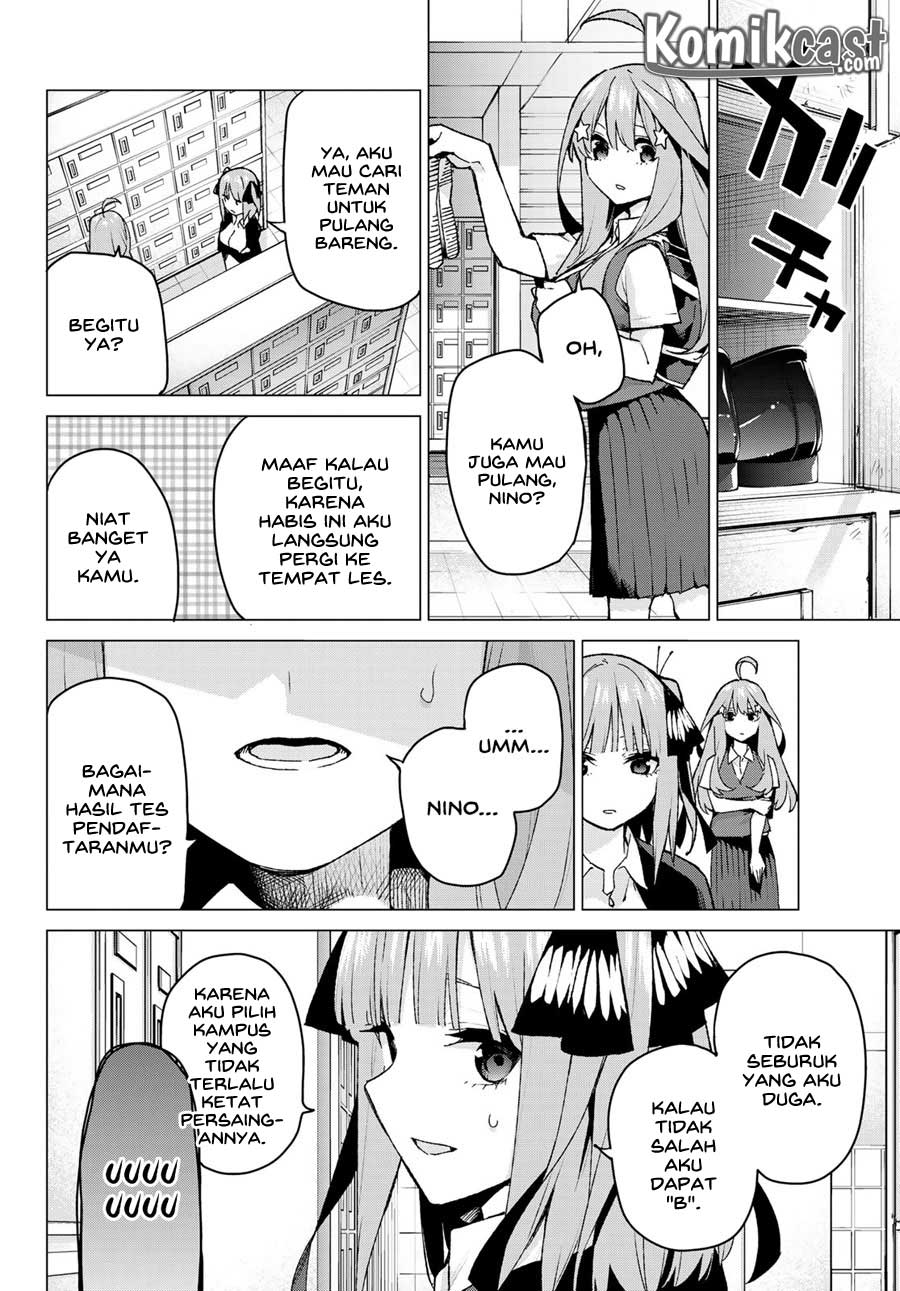 Komikcast
.com
ガチャ
OH,
KAMU
JUGA MAU
PULANG,
NINO?
YA, AKU
MAU CARI
TEMAN
UNTUK
PULANG
BARENG.
BEGITU
YA?
MAAF KALAU
BEGITU,
KARENA
HABIS INI AKU
LANGSUNG
PERGI KE
TEMPAT LES.
NIAT
BANGET
YA
KAMU.
...
UMM...
NINO...
BAGAI-
MANA
HASIL TES
PENDAF-
TARANMU?
TIDAK
SEBURUK
YANG AKU
DUGA.
KALAU
TIDAK
SALAH
AKU
DAPAT
"B".
KARENA
AKU PILIH
KAMPUS
YANG
TIDAK
TERLALU
KETAT
PERSAING-
ANNYA.
UUUU
UUUU